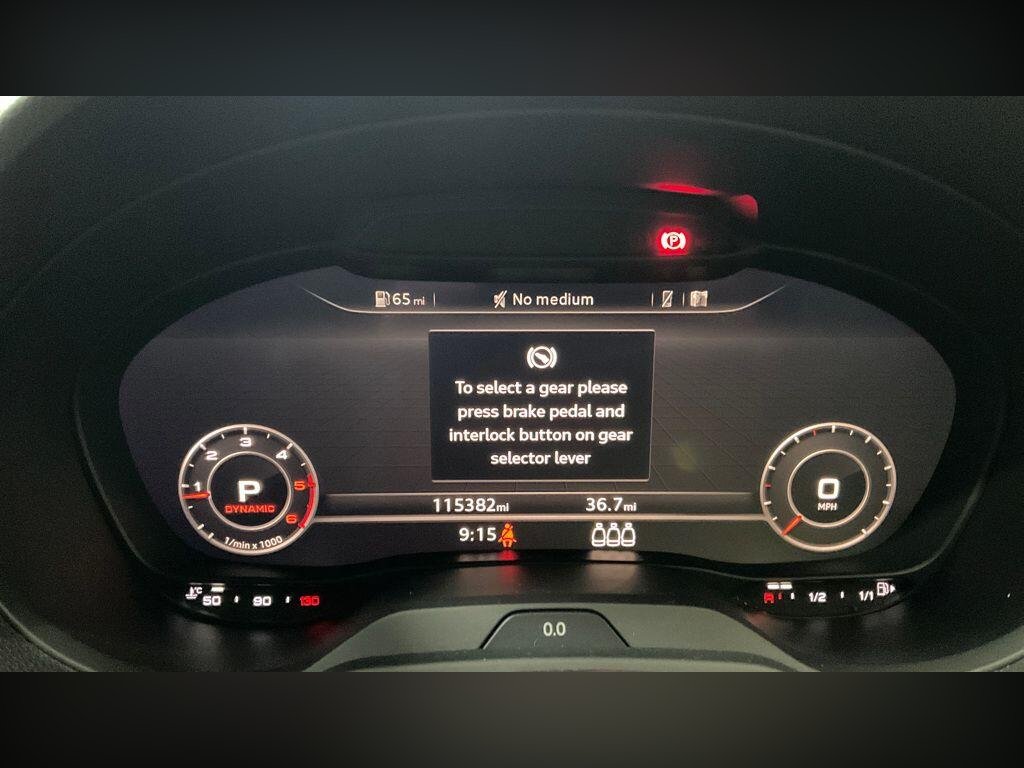 P
65 mi
No medium
To select a gear please
press brake pedal and
interlock button on gear
selector lever
1 2 3 4 5 6
P
DYNAMIC
1/min x 1000
0
MPH
115382mi
36.7mi
9:15
°C
50 90 130
R 1/2 1/1
0.0